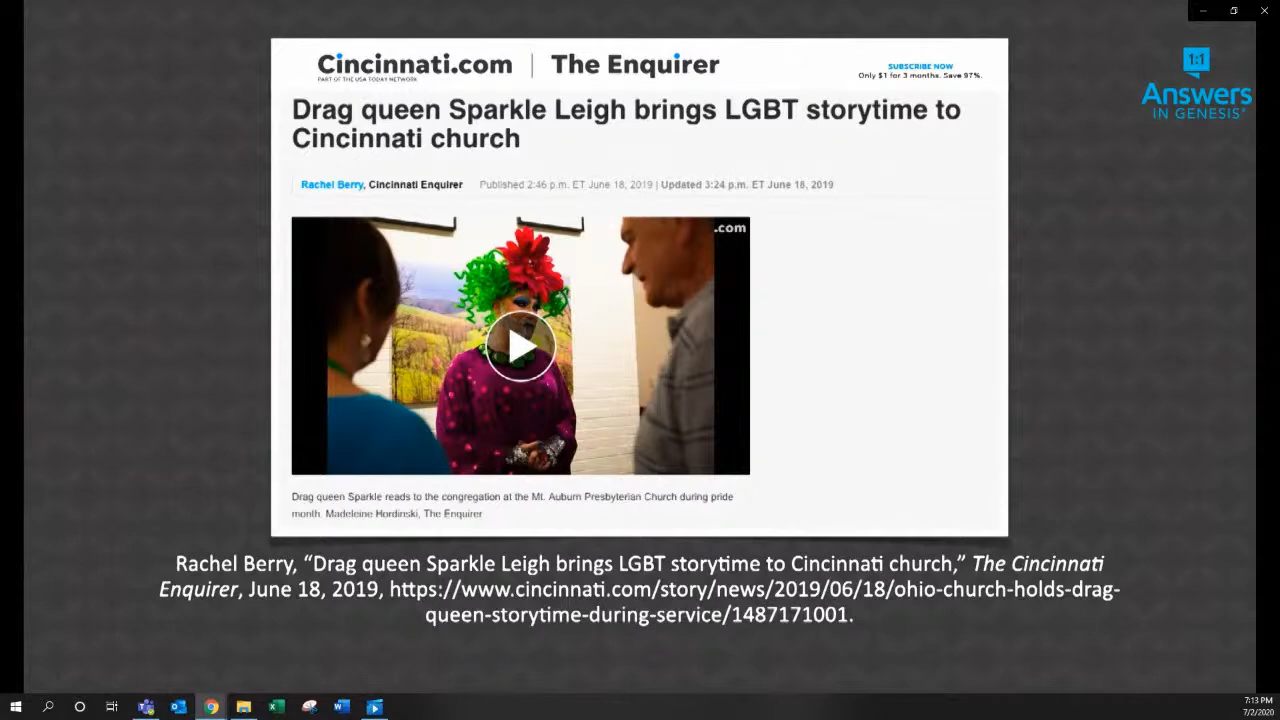 Cincinnati.com | The Enquirer
PART OF THE USA TODAY NETWORK
SUBSCRIBE NOW
Only $1 for 3 months. Save 97%.
1:1
Answers
IN GENESIS®
Drag queen Sparkle Leigh brings LGBT storytime to
Cincinnati church
Rachel Berry, Cincinnati Enquirer Published 2:46 p.m. ET June 18, 2019 | Updated 3:24 p.m. ET June 18, 2019
.com
Drag queen Sparkle reads to the congregation at the Mt. Auburn Presbyterian Church during pride
month. Madeleine Hordinski, The Enquirer
Rachel Berry, “Drag queen Sparkle Leigh brings LGBT storytime to Cincinnati church,” The Cincinnati
Enquirer, June 18, 2019, https://www.cincinnati.com/story/news/2019/06/18/ohio-church-holds-drag-
queen-storytime-during-service/1487171001.
7:13 PM
7/2/2020